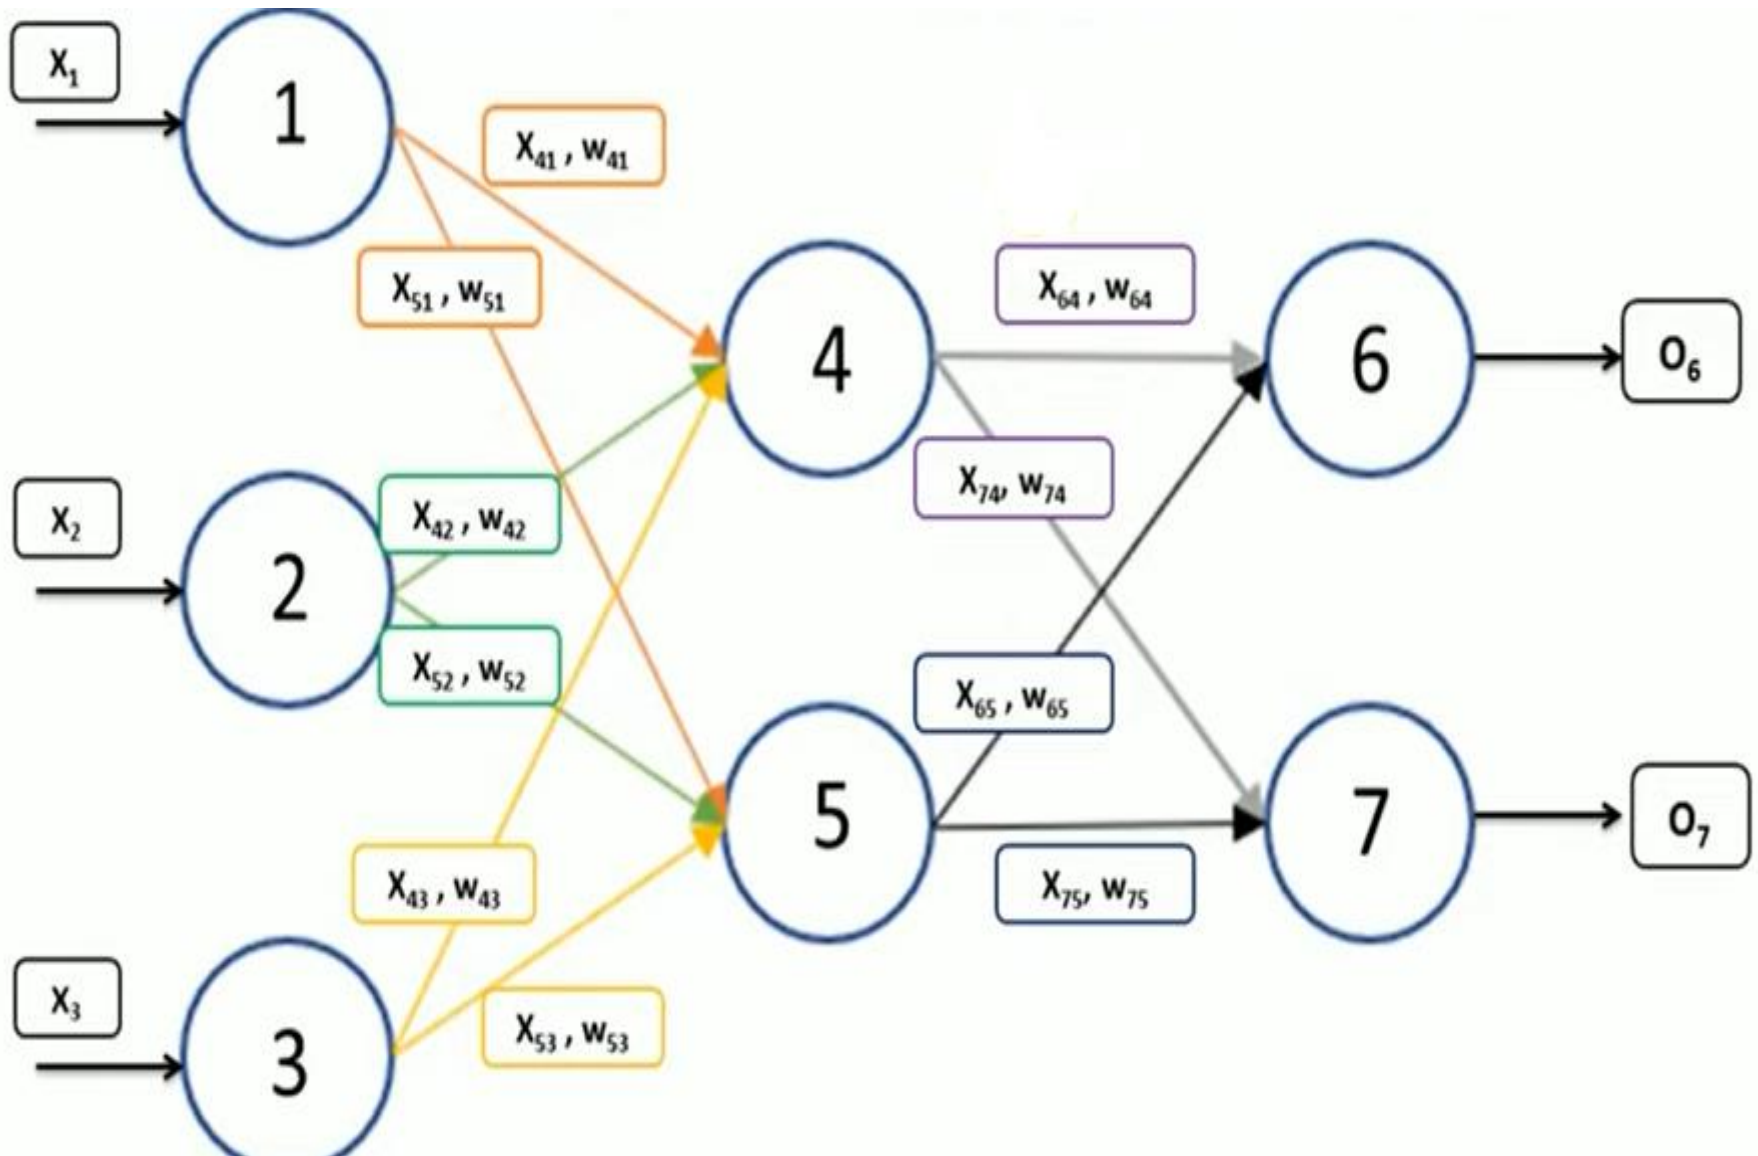 X₁
1
X₄₁ , w₄₁
X₅₁ , w₅₁
4
X₆₄ , w₆₄
6
O₆
X₇₄, w₇₄
X₂
2
X₄₂ , w₄₂
X₅₂ , w₅₂
X₆₅ , w₆₅
5
7
O₇
X₇₅, w₇₅
X₄₃ , w₄₃
X₃
3
X₅₃ , w₅₃